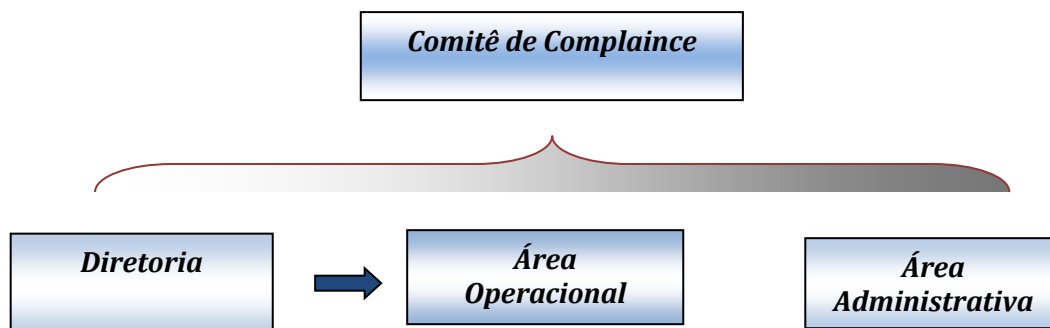 Comitê de Complaince
Diretoria
Área
Operacional
Área
Administrativa